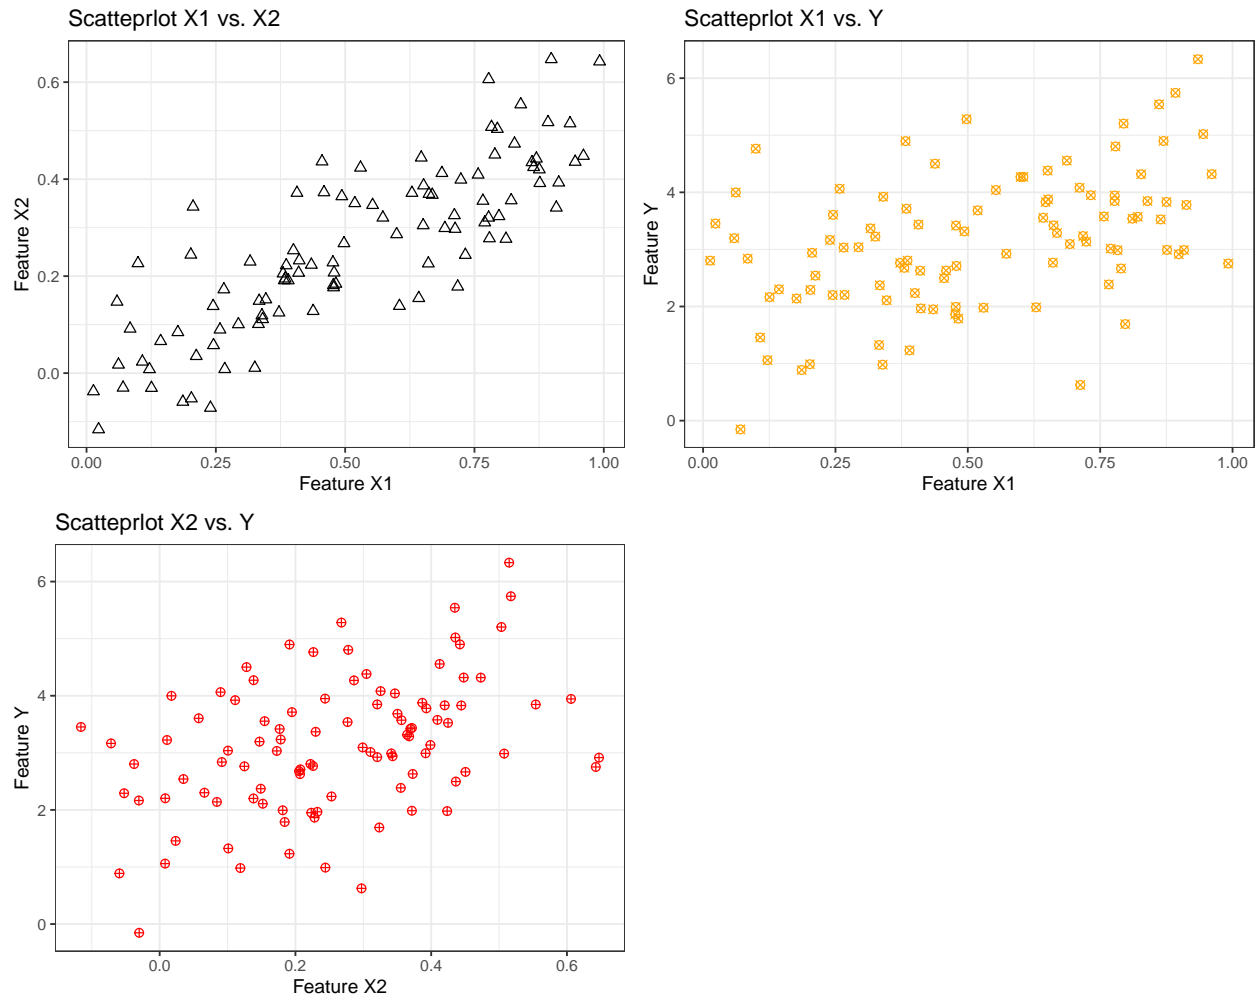 Scatteprlot X1 vs. X2
Feature X2
0.6
0.4
0.2
0.0
0.00 0.25 0.50 0.75 1.00
Feature X1
Scatteprlot X1 vs. Y
Feature Y
6
4
2
0
0.00 0.25 0.50 0.75 1.00
Feature X1
Scatteprlot X2 vs. Y
Feature Y
6
4
2
0
0.0 0.2 0.4 0.6
Feature X2